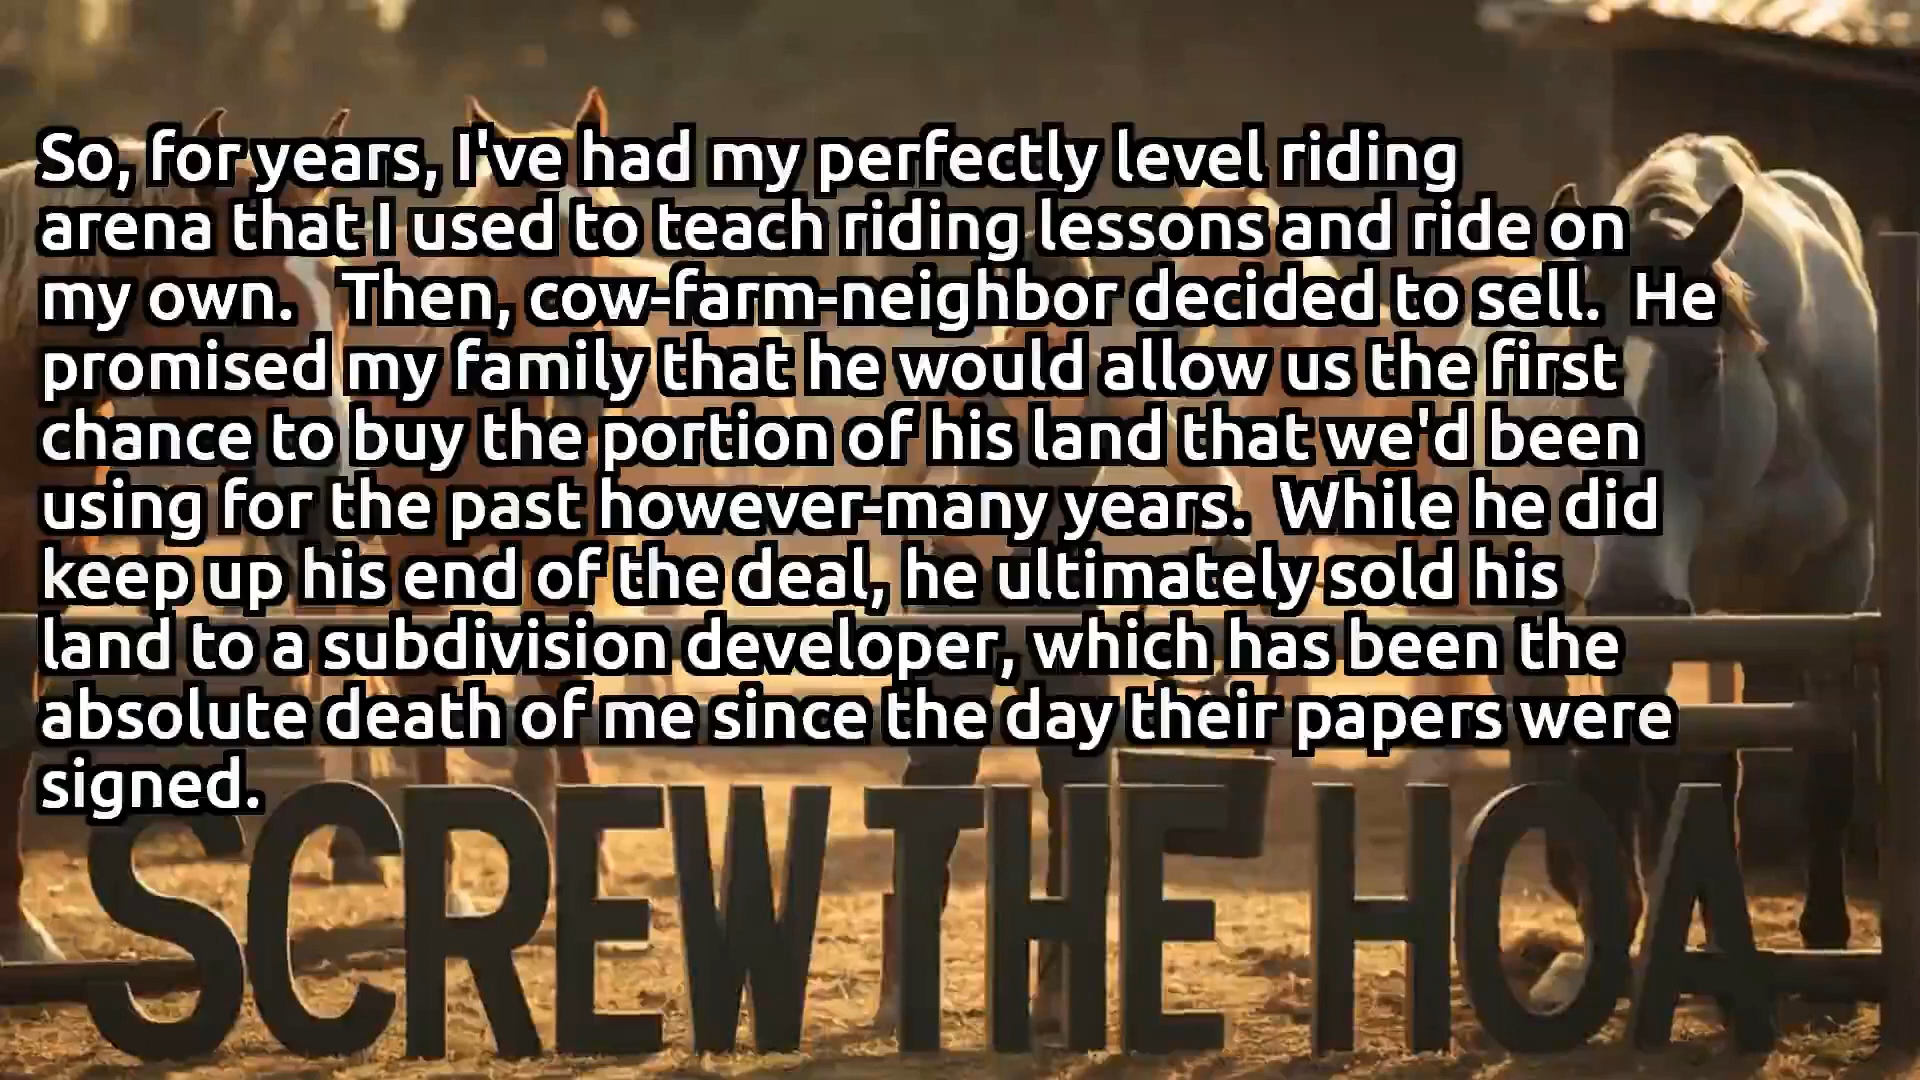 So, for years, I've had my perfectly level riding
arena that I used to teach riding lessons and ride on
my own.   Then, cow-farm-neighbor decided to sell.  He
promised my family that he would allow us the first
chance to buy the portion of his land that we'd been
using for the past however-many years.  While he did
keep up his end of the deal, he ultimately sold his
land to a subdivision developer, which has been the
absolute death of me since the day their papers were
signed.
SCREW THE HOA